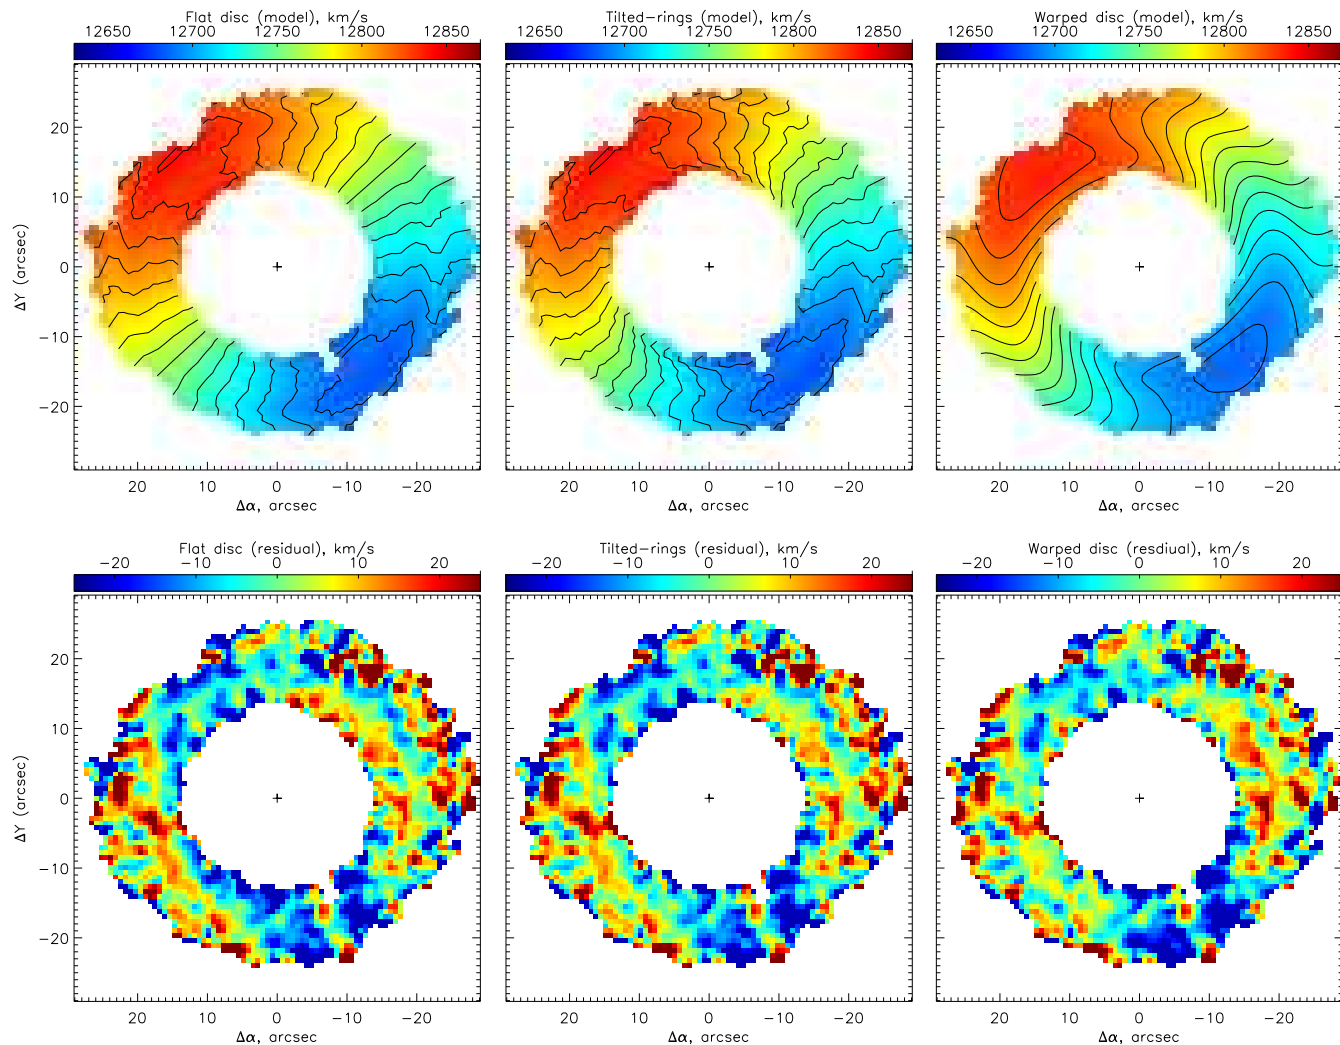 Flat disc (model), km/s
12650 12700 12750 12800 12850
Tilted-rings (model), km/s
12650 12700 12750 12800 12850
Warped disc (model), km/s
12650 12700 12750 12800 12850
ΔY (arcsec)
20
10
0
−10
−20
20 10 0 −10 −20
Δα, arcsec
20 10 0 −10 −20
Δα, arcsec
20 10 0 −10 −20
Δα, arcsec
Flat disc (residual), km/s
−20 −10 0 10 20
Tilted-rings (residual), km/s
−20 −10 0 10 20
Warped disc (resdiual), km/s
−20 −10 0 10 20
ΔY (arcsec)
20
10
0
−10
−20
20 10 0 −10 −20
Δα, arcsec
20 10 0 −10 −20
Δα, arcsec
20 10 0 −10 −20
Δα, arcsec